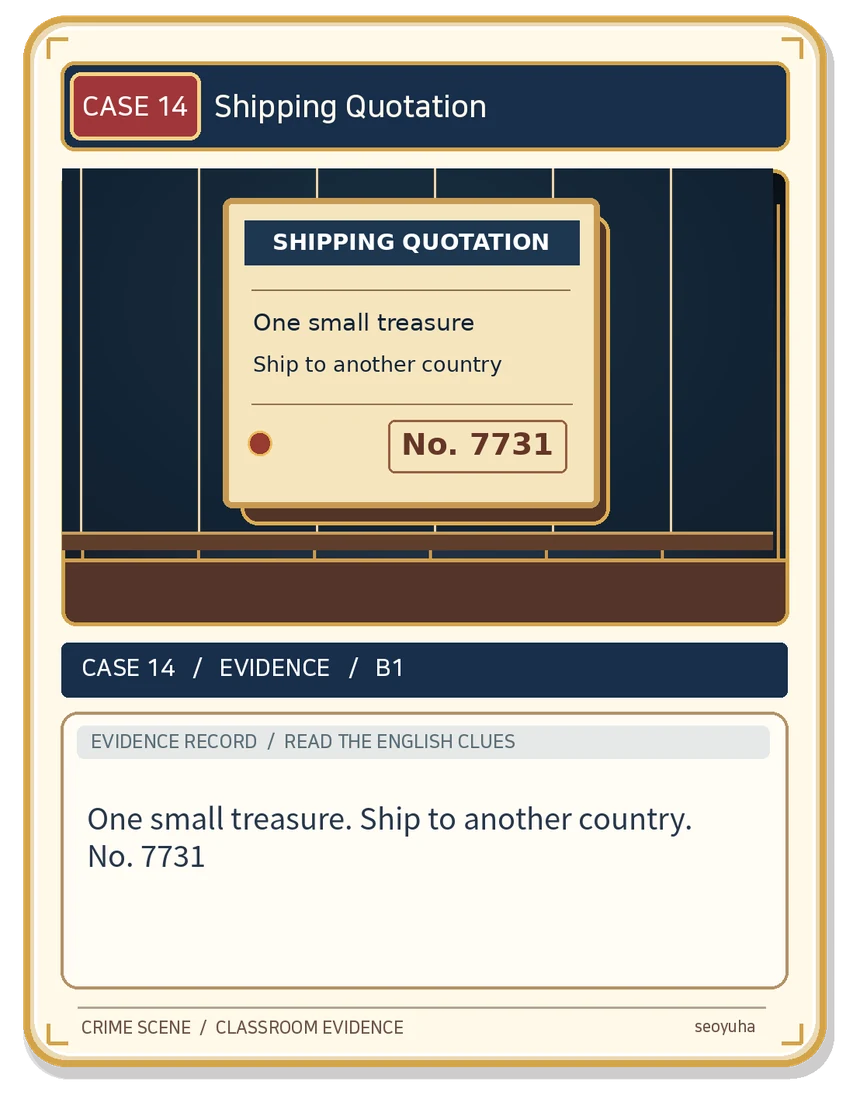 CASE 14 Shipping Quotation
SHIPPING QUOTATION
One small treasure
Ship to another country
No. 7731
CASE 14 / EVIDENCE / B1
EVIDENCE RECORD / READ THE ENGLISH CLUES
One small treasure. Ship to another country.
No. 7731
CRIME SCENE / CLASSROOM EVIDENCE
seoyuha